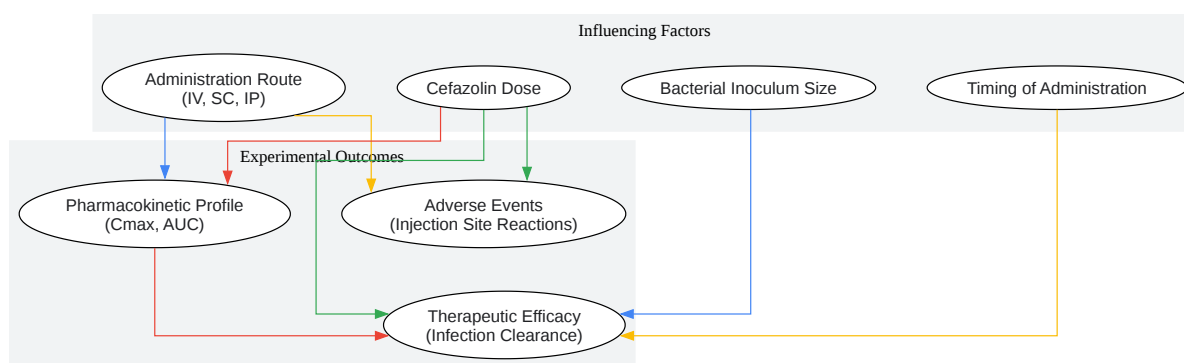 Influencing Factors
Administration Route
(IV, SC, IP)
Cefazolin Dose
Bacterial Inoculum Size
Timing of Administration
Experimental Outcomes
Pharmacokinetic Profile
(Cmax, AUC)
Adverse Events
(Injection Site Reactions)
Therapeutic Efficacy
(Infection Clearance)